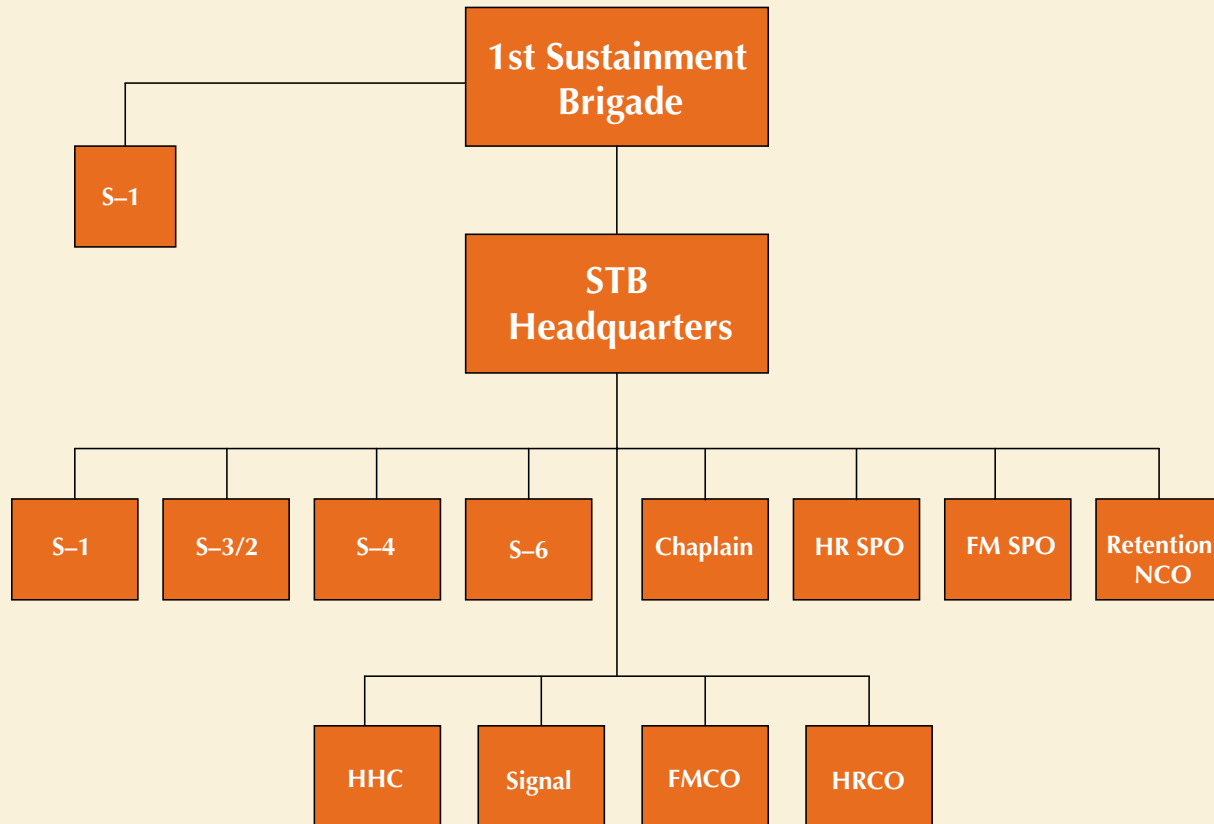 1st Sustainment
Brigade
S–1
STB
Headquarters
S–1
S–3/2
S–4
S–6
Chaplain
HR SPO
FM SPO
Retention
NCO
HHC
Signal
FMCO
HRCO